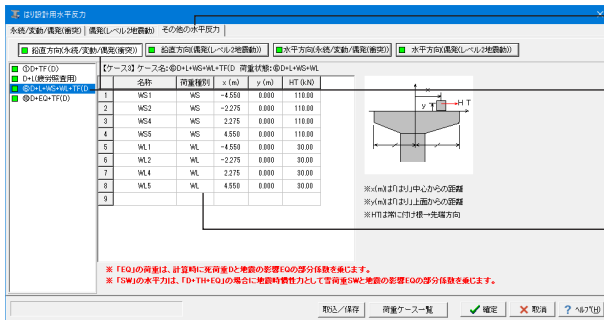 はり設計用水平反力
永続/変動/偶発(衝突) 偶発(レベル2地震動) その他の水平反力
鉛直方向(永続/変動/偶発(衝突)) 鉛直方向(偶発(レベル2地震動)) 水平方向(永続/変動/偶発(衝突)) 水平方向(偶発(レベル2地震動))
①D+TF(D)
D+L(疲労照査用)
⑥D+L+WS+WL+TF(D
⑩D+EQ+TF(D)
【ケース3】 ケース名:⑥D+L+WS+WL+TF(D 荷重状態:⑥D+L+WS+WL
名称 荷重種別 x (m) y (m) HT (kN)
1 WS1 WS -4.550 0.000 110.00
2 WS2 WS -2.275 0.000 110.00
3 WS4 WS 2.275 0.000 110.00
4 WS5 WS 4.550 0.000 110.00
5 WL1 WL -4.550 0.000 30.00
6 WL2 WL -2.275 0.000 30.00
7 WL4 WL 2.275 0.000 30.00
8 WL5 WL 4.550 0.000 30.00
9
x
y
H T
※x(m)は「はり」中心からの距離
※y(m)は「はり」上面からの距離
※HTは常に付け根→先端方向
※「EQ」の荷重は、計算時に死荷重Dと地震の影響EQの部分係数を乗じます。
※「SW」の水平力は、「D+TH+EQ」の場合に地震時慣性力として雪荷重SWと地震の影響EQの部分係数を乗じます。
取込/保存 荷重ケース一覧 確定 取消 ? ヘルプ(H)